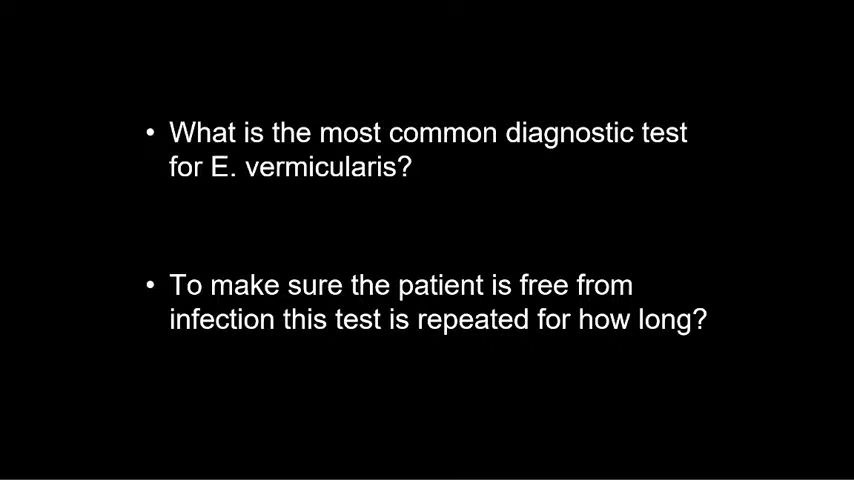 • What is the most common diagnostic test
for E. vermicularis?
• To make sure the patient is free from
infection this test is repeated for how long?